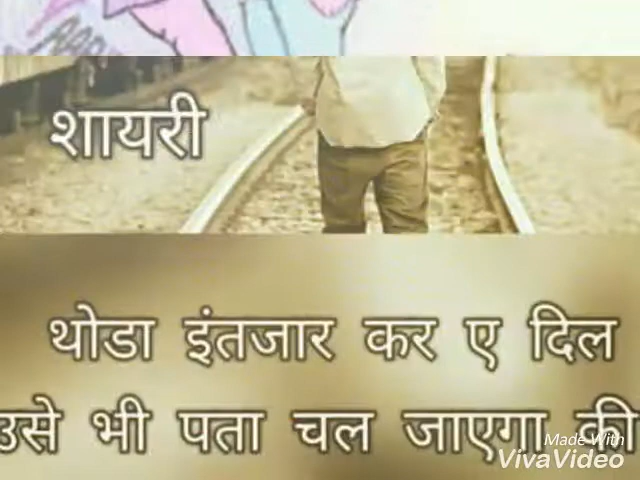 शायरी
थोडा इंतजार कर ए दिल
उसे भी पता चल जाएगा की
Made With
VivaVideo